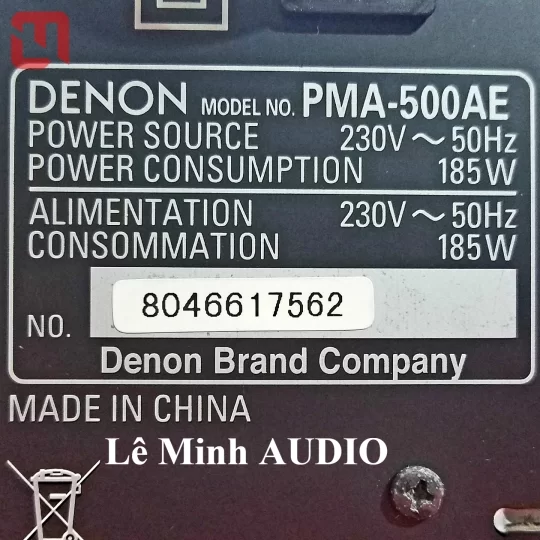 DENON MODEL NO. PMA-500AE
POWER SOURCE 230V ~ 50Hz
POWER CONSUMPTION 185W
ALIMENTATION 230V ~ 50Hz
CONSOMMATION 185W
NO. 8046617562
Denon Brand Company
MADE IN CHINA
Lê Minh AUDIO